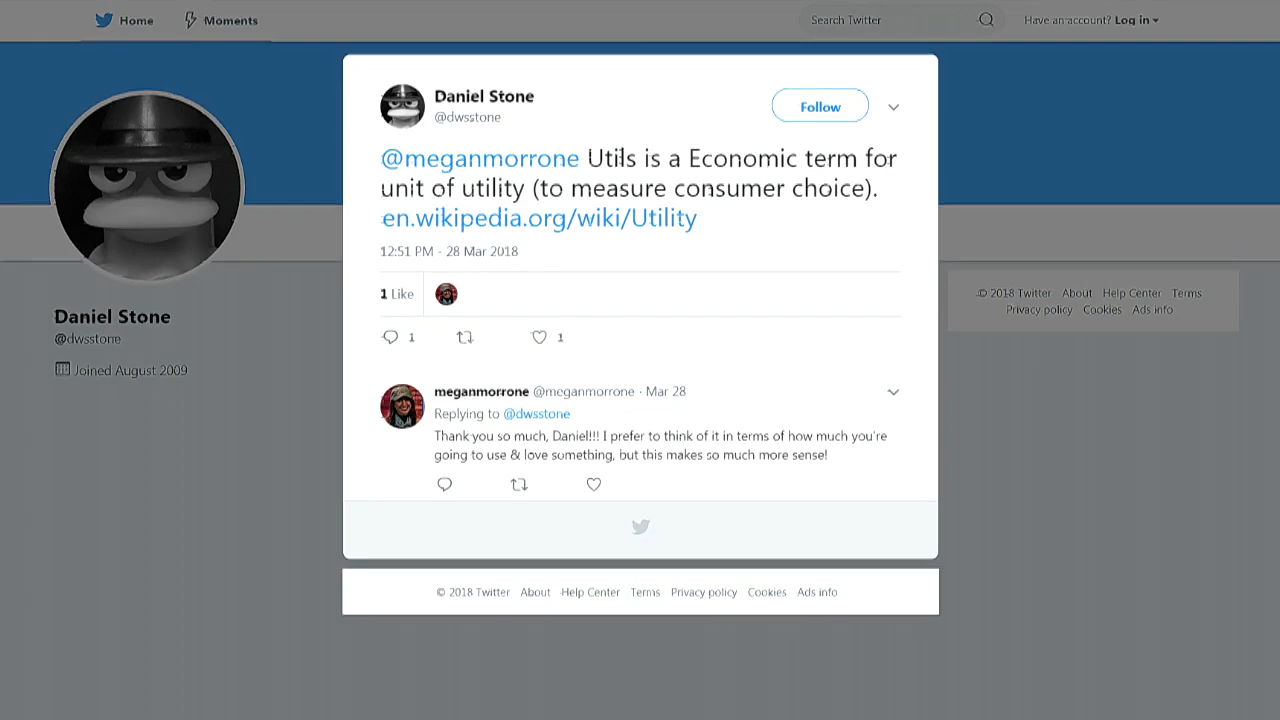 Home
Moments
Search Twitter
Have an account? Log in
Daniel Stone
@dwsstone
Follow
@meganmorrone Utils is a Economic term for
unit of utility (to measure consumer choice).
en.wikipedia.org/wiki/Utility
12:51 PM - 28 Mar 2018
1 Like
1
1
meganmorrone @meganmorrone · Mar 28
Replying to @dwsstone
Thank you so much, Daniel!!! I prefer to think of it in terms of how much you're
going to use & love something, but this makes so much more sense!
© 2018 Twitter About Help Center Terms Privacy policy Cookies Ads info
Daniel Stone
@dwsstone
Joined August 2009
© 2018 Twitter About Help Center Terms
Privacy policy Cookies Ads info